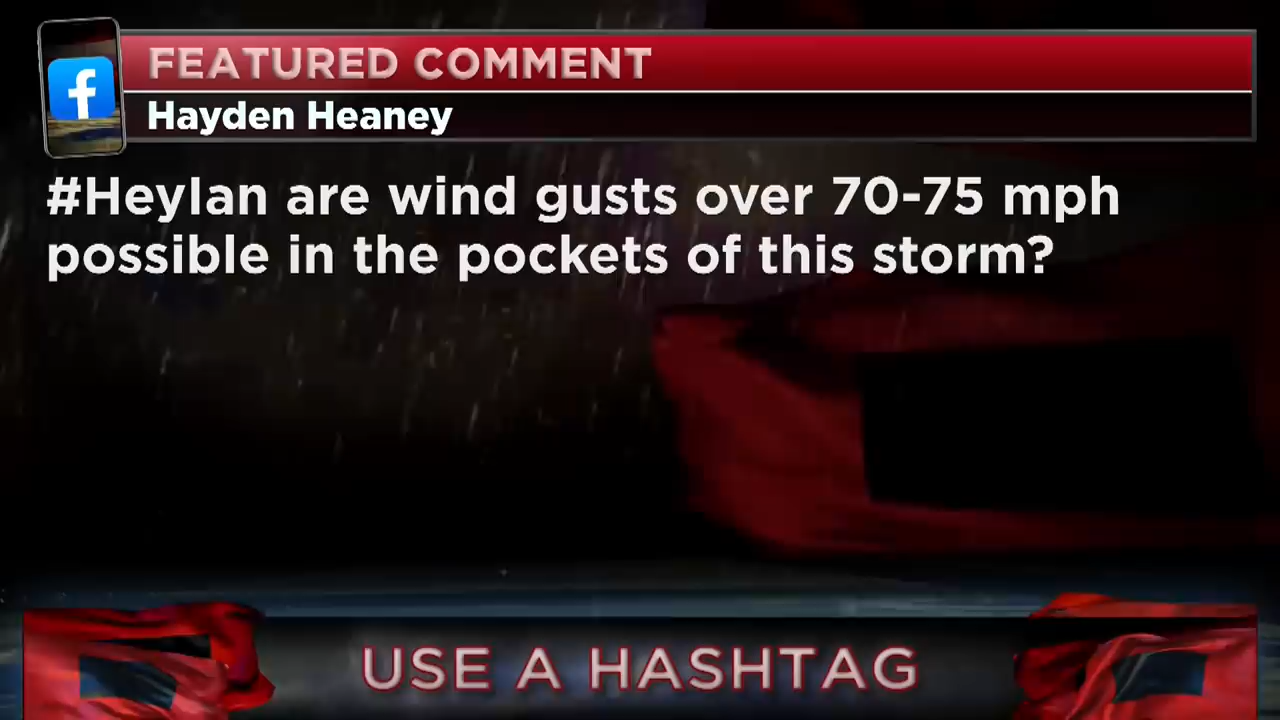 FEATURED COMMENT
Hayden Heaney
#HeyIan are wind gusts over 70-75 mph
possible in the pockets of this storm?
USE A HASHTAG